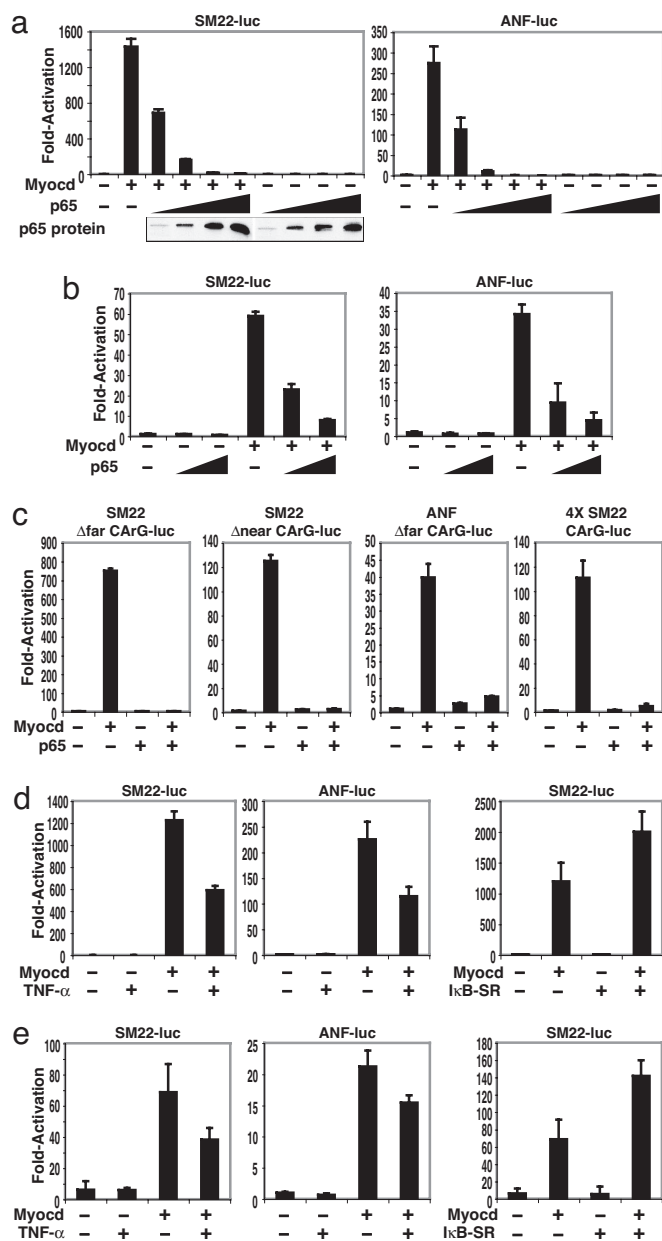 a
SM22-luc
ANF-luc
Fold-Activation
1600
1200
800
400
0
350
300
250
200
150
100
50
0
Myocd – + + + + + – – – –
– + + + + + – – – –
p65 – –
– –
p65 protein
b
SM22-luc
ANF-luc
Fold-Activation
70
60
50
40
30
20
10
0
40
35
30
25
20
15
10
5
0
Myocd – – – + + +
– – – + + +
p65 – –
– –
c
SM22
Δfar CArG-luc
SM22
Δnear CArG-luc
ANF
Δfar CArG-luc
4X SM22
CArG-luc
Fold-Activation
900
800
700
600
500
400
300
200
100
0
140
120
100
80
60
40
20
0
50
45
40
35
30
25
20
15
10
5
0
140
120
100
80
60
40
20
0
Myocd – + – + – + – + – + – + – + – +
p65 – – + + – – + + – – + + – – + +
d
SM22-luc
ANF-luc
SM22-luc
Fold-Activation
1400
1200
1000
800
600
400
200
0
300
250
200
150
100
50
0
2500
2000
1500
1000
500
0
Myocd – – + + – – + +
TNF-α – + – + – + – +
Myocd – + – +
IκB-SR – – + +
e
SM22-luc
ANF-luc
SM22-luc
Fold-Activation
100
80
60
40
20
0
25
20
15
10
5
0
180
160
140
120
100
80
60
40
20
0
Myocd – – + + – – + +
TNF-α – + – + – + – +
Myocd – + – +
IκB-SR – – + +